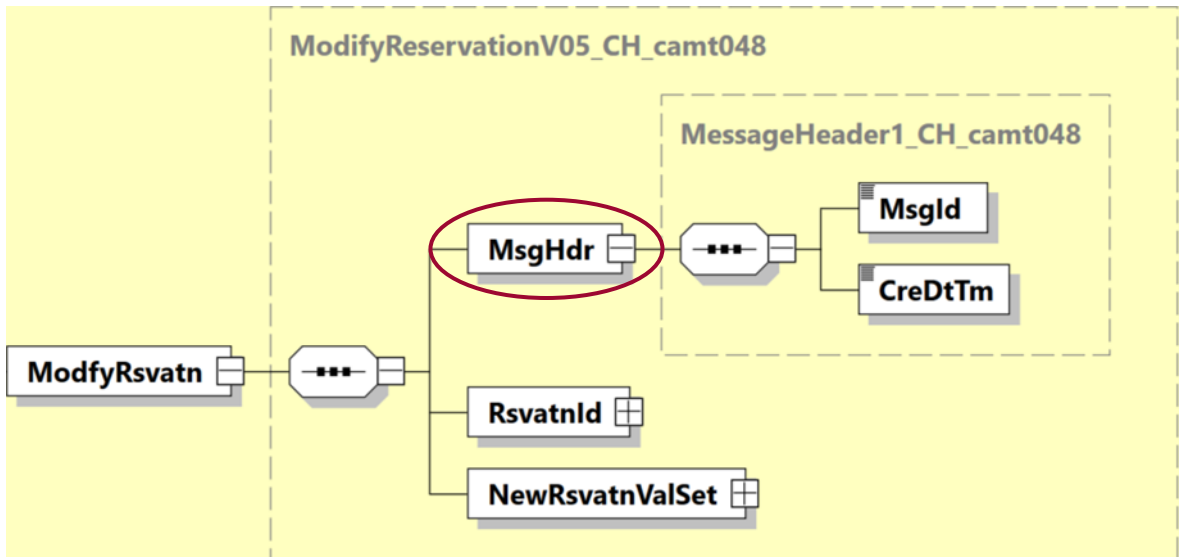 ModifyReservationV05_CH_camt048
MessageHeader1_CH_camt048
MsgId
MsgHdr
CreDtTm
ModfyRsvatn
RsvatnId
NewRsvatnValSet